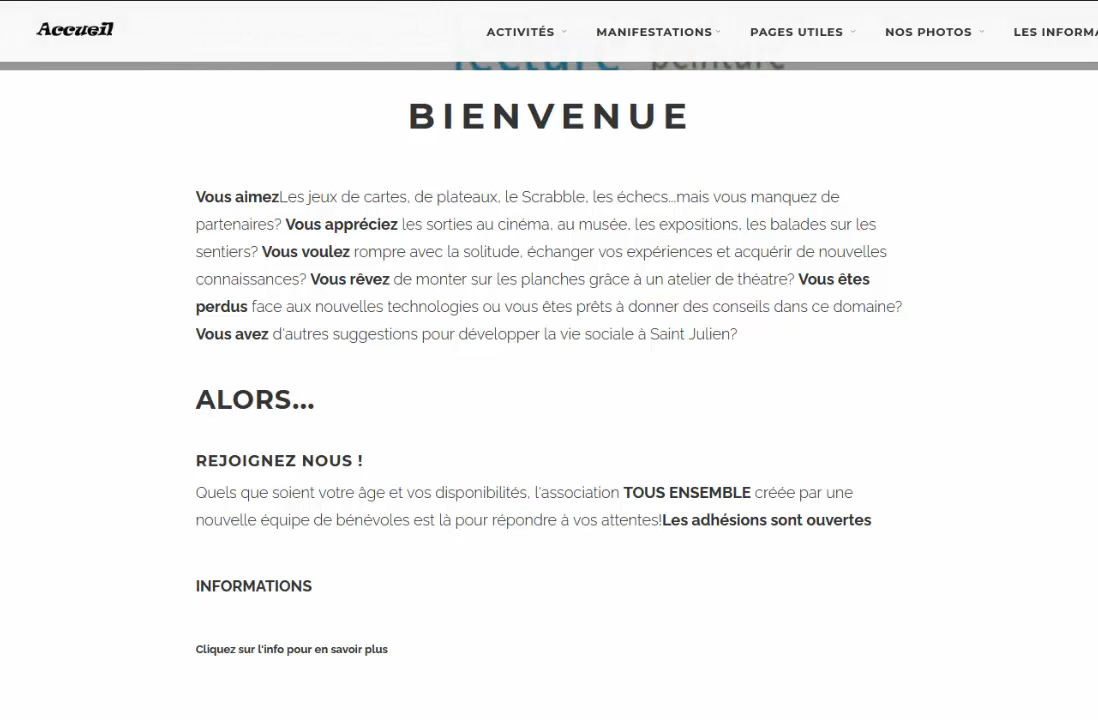 Accueil
ACTIVITÉS MANIFESTATIONS PAGES UTILES NOS PHOTOS LES INFORMA
lecture peinture
BIENVENUE
Vous aimezLes jeux de cartes, de plateaux, le Scrabble, les échecs...mais vous manquez de
partenaires? Vous appréciez les sorties au cinéma, au musée, les expositions, les balades sur les
sentiers? Vous voulez rompre avec la solitude, échanger vos expériences et acquérir de nouvelles
connaissances? Vous rêvez de monter sur les planches grâce à un atelier de théatre? Vous êtes
perdus face aux nouvelles technologies ou vous êtes prêts à donner des conseils dans ce domaine?
Vous avez d'autres suggestions pour développer la vie sociale à Saint Julien?
ALORS...
REJOIGNEZ NOUS !
Quels que soient votre âge et vos disponibilités, l'association TOUS ENSEMBLE créée par une
nouvelle équipe de bénévoles est là pour répondre à vos attentes!Les adhésions sont ouvertes
INFORMATIONS
Cliquez sur l'info pour en savoir plus